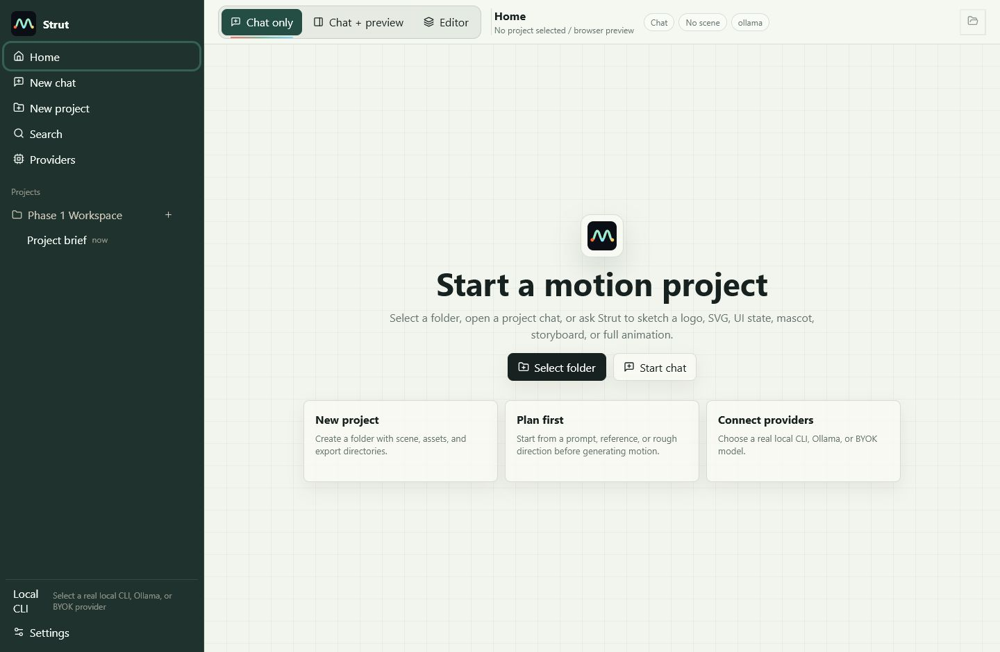 Strut
Home
New chat
New project
Search
Providers
Projects
Phase 1 Workspace +
Project brief now
Local
CLI
Select a real local CLI, Ollama, or
BYOK provider
Settings
Chat only
Chat + preview
Editor
Home
No project selected / browser preview
Chat
No scene
ollama
Start a motion project
Select a folder, open a project chat, or ask Strut to sketch a logo, SVG, UI state, mascot,
storyboard, or full animation.
Select folder
Start chat
New project
Create a folder with scene, assets, and
export directories.
Plan first
Start from a prompt, reference, or rough
direction before generating motion.
Connect providers
Choose a real local CLI, Ollama, or BYOK
model.